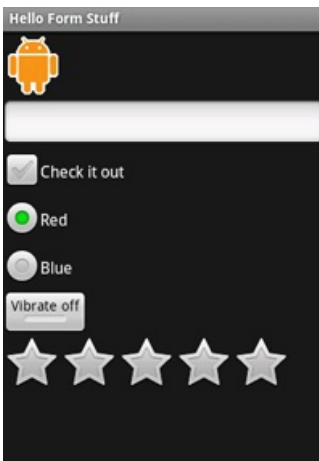 Hello Form Stuff
Check it out
Red
Blue
Vibrate off